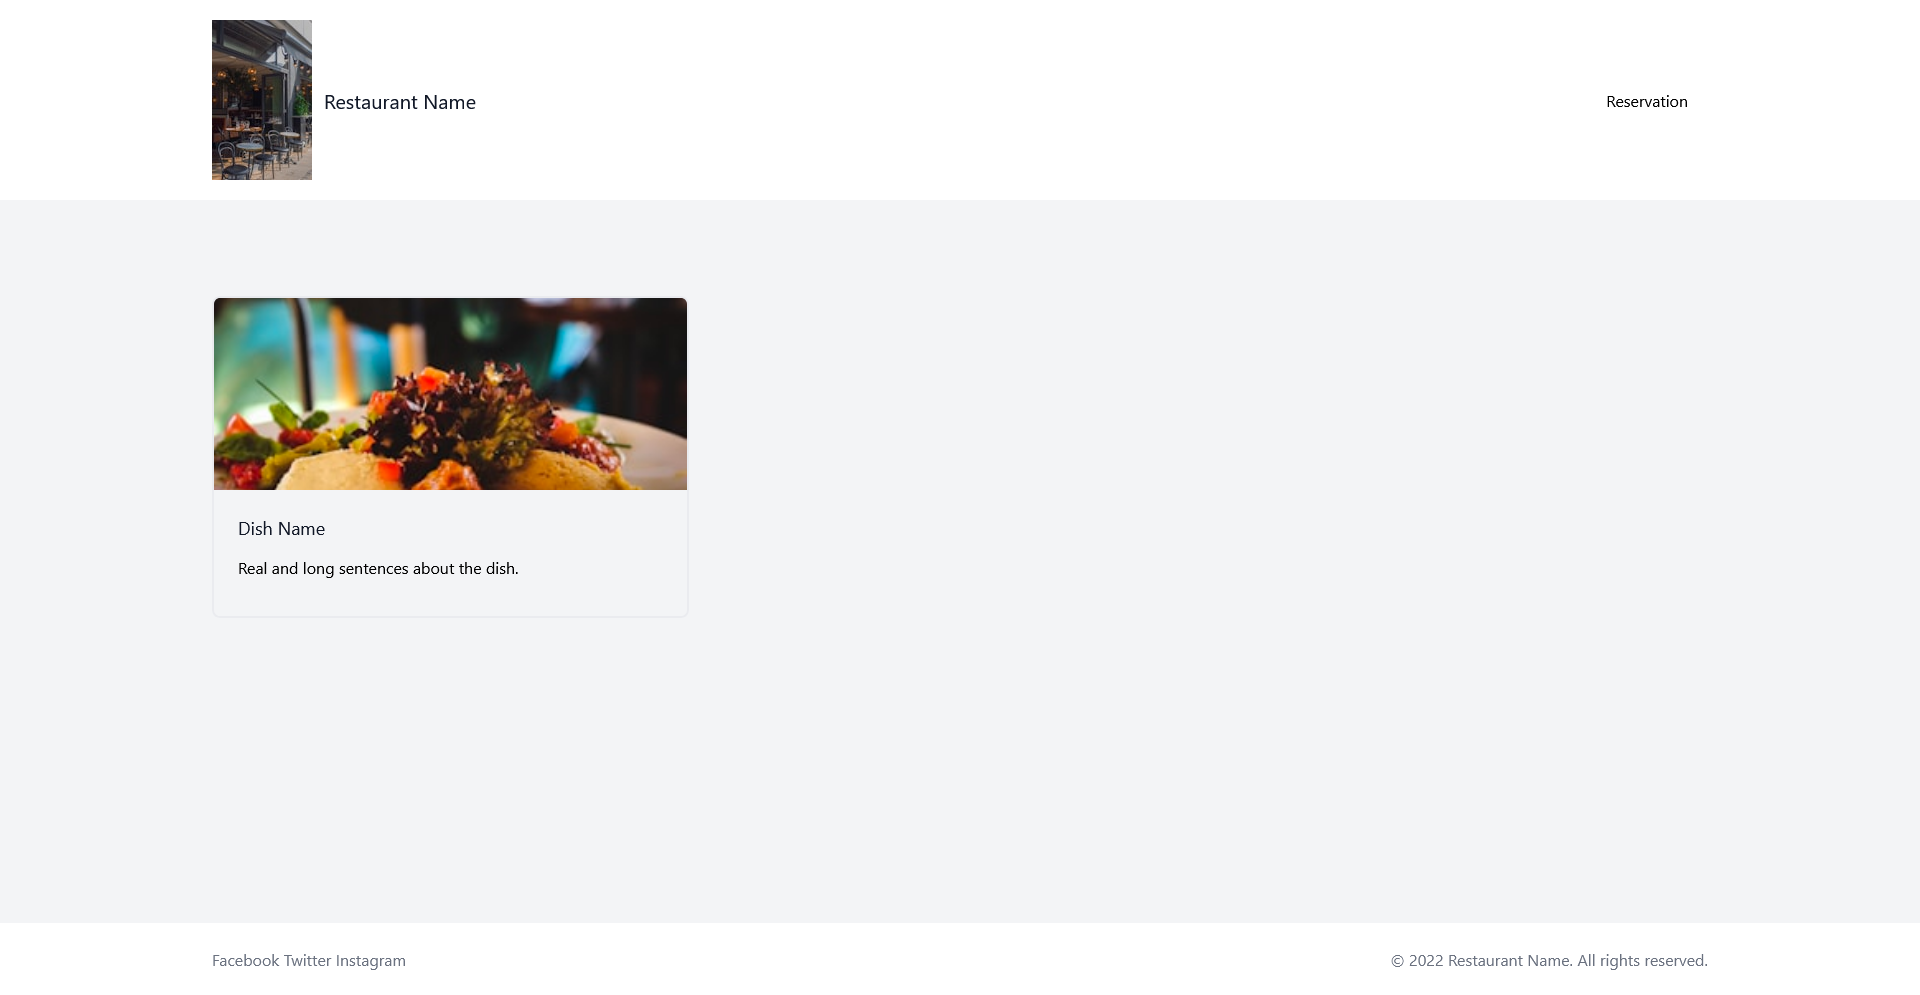 Restaurant Name
Reservation
Dish Name
Real and long sentences about the dish.
Facebook Twitter Instagram
© 2022 Restaurant Name. All rights reserved.